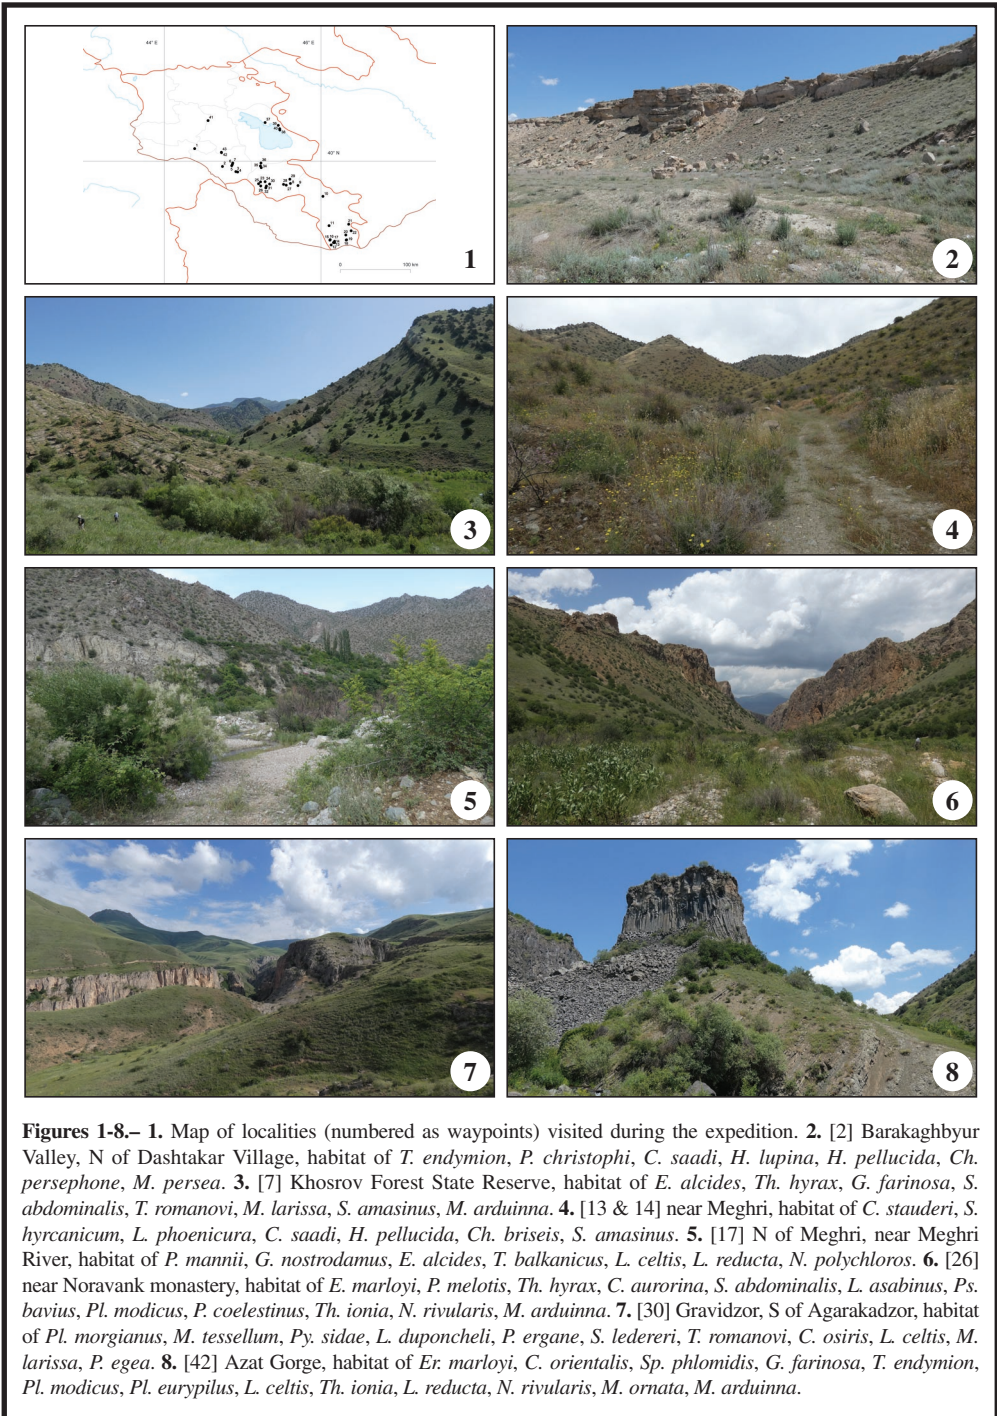 44° E
46° E
40° N
0
100 km
1
2
3
4
5
6
7
8
Figures 1-8.– 1. Map of localities (numbered as waypoints) visited during the expedition. 2. [2] Barakaghbyur
Valley, N of Dashtakar Village, habitat of T. endymion, P. christophi, C. saadi, H. lupina, H. pellucida, Ch.
persephone, M. persea. 3. [7] Khosrov Forest State Reserve, habitat of E. alcides, Th. hyrax, G. farinosa, S.
abdominalis, T. romanovi, M. larissa, S. amasinus, M. arduinna. 4. [13 & 14] near Meghri, habitat of C. stauderi, S.
hyrcanicum, L. phoenicura, C. saadi, H. pellucida, Ch. briseis, S. amasinus. 5. [17] N of Meghri, near Meghri
River, habitat of P. mannii, G. nostrodamus, E. alcides, T. balkanicus, L. celtis, L. reducta, N. polychloros. 6. [26]
near Noravank monastery, habitat of E. marloyi, P. melotis, Th. hyrax, C. aurorina, S. abdominalis, L. asabinus, Ps.
bavius, Pl. modicus, P. coelestinus, Th. ionia, N. rivularis, M. arduinna. 7. [30] Gravidzor, S of Agarakadzor, habitat
of Pl. morgianus, M. tessellum, Py. sidae, L. duponcheli, P. ergane, S. ledereri, T. romanovi, C. osiris, L. celtis, M.
larissa, P. egea. 8. [42] Azat Gorge, habitat of Er. marloyi, C. orientalis, Sp. phlomidis, G. farinosa, T. endymion,
Pl. modicus, Pl. eurypilus, L. celtis, Th. ionia, L. reducta, N. rivularis, M. ornata, M. arduinna.